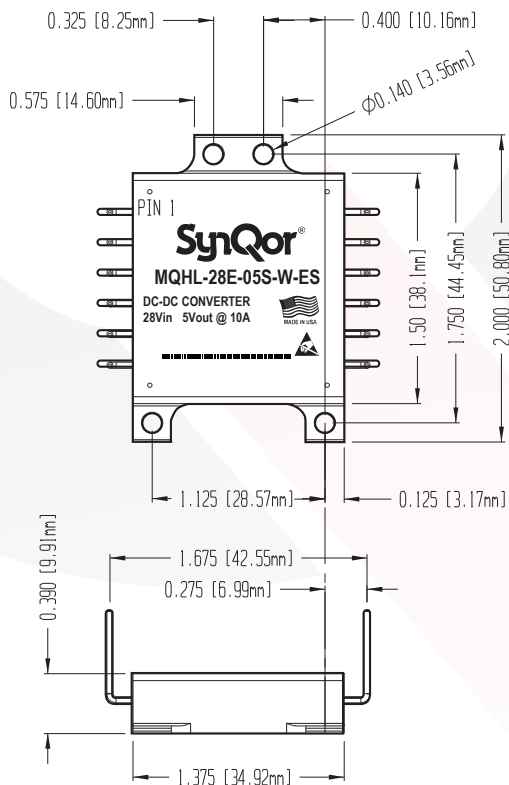 0.325 [8.25mm]
0.400 [10.16mm]
0.575 [14.60mm]
Ø0.140 [3.56mm]
PIN 1
SynQor®
MQHL-28E-05S-W-ES
DC-DC CONVERTER
28Vin 5Vout @ 10A
MADE IN USA
1.50 [38.1mm]
1.750 [44.45mm]
2.000 [50.80mm]
1.125 [28.57mm]
0.125 [3.17mm]
1.675 [42.55mm]
0.275 [6.99mm]
0.390 [9.91mm]
1.375 [34.92mm]